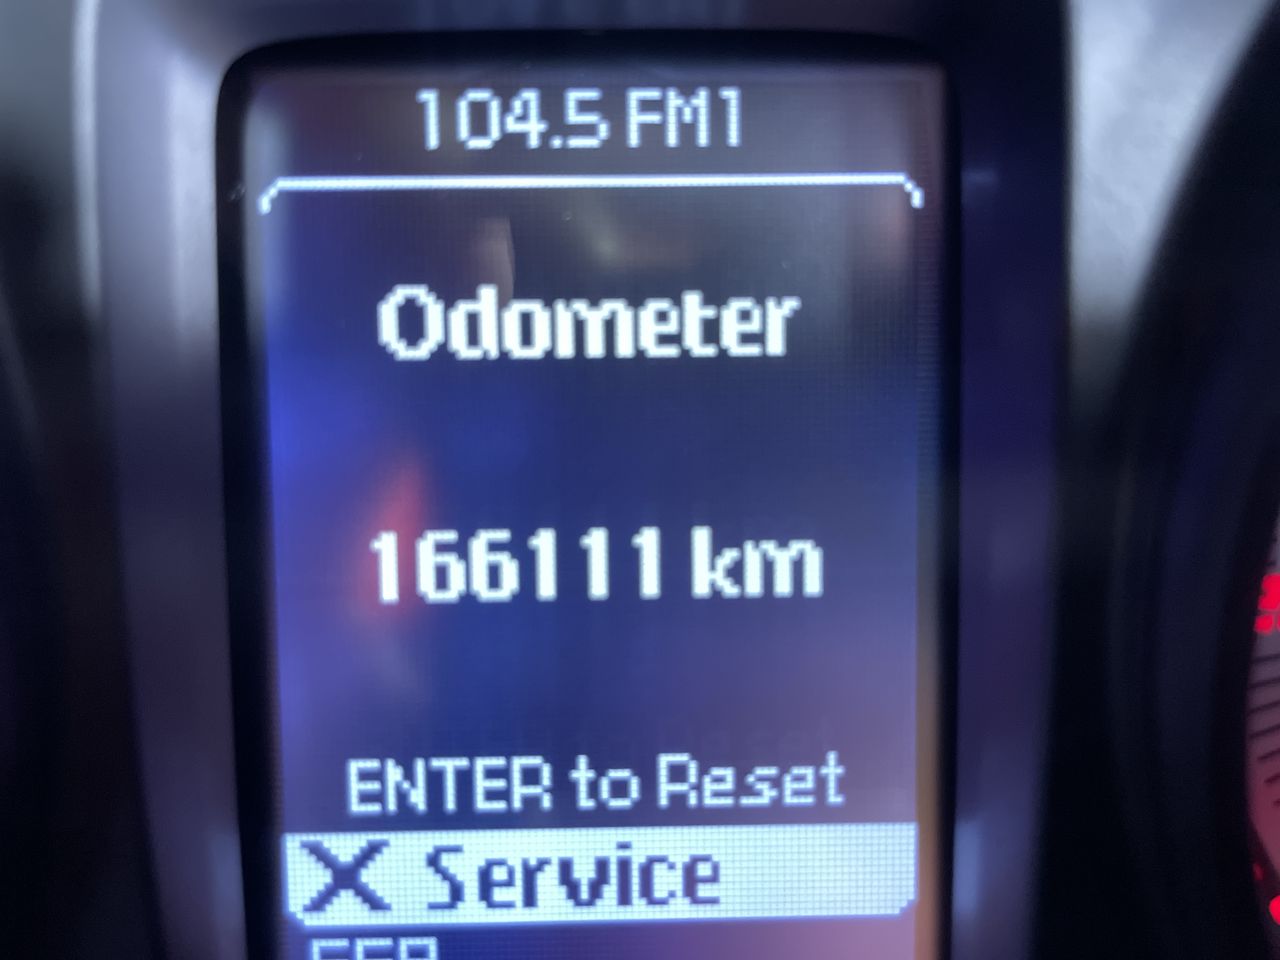 104.5 FM1
Odometer
166111 km
ENTER to Reset
X Service